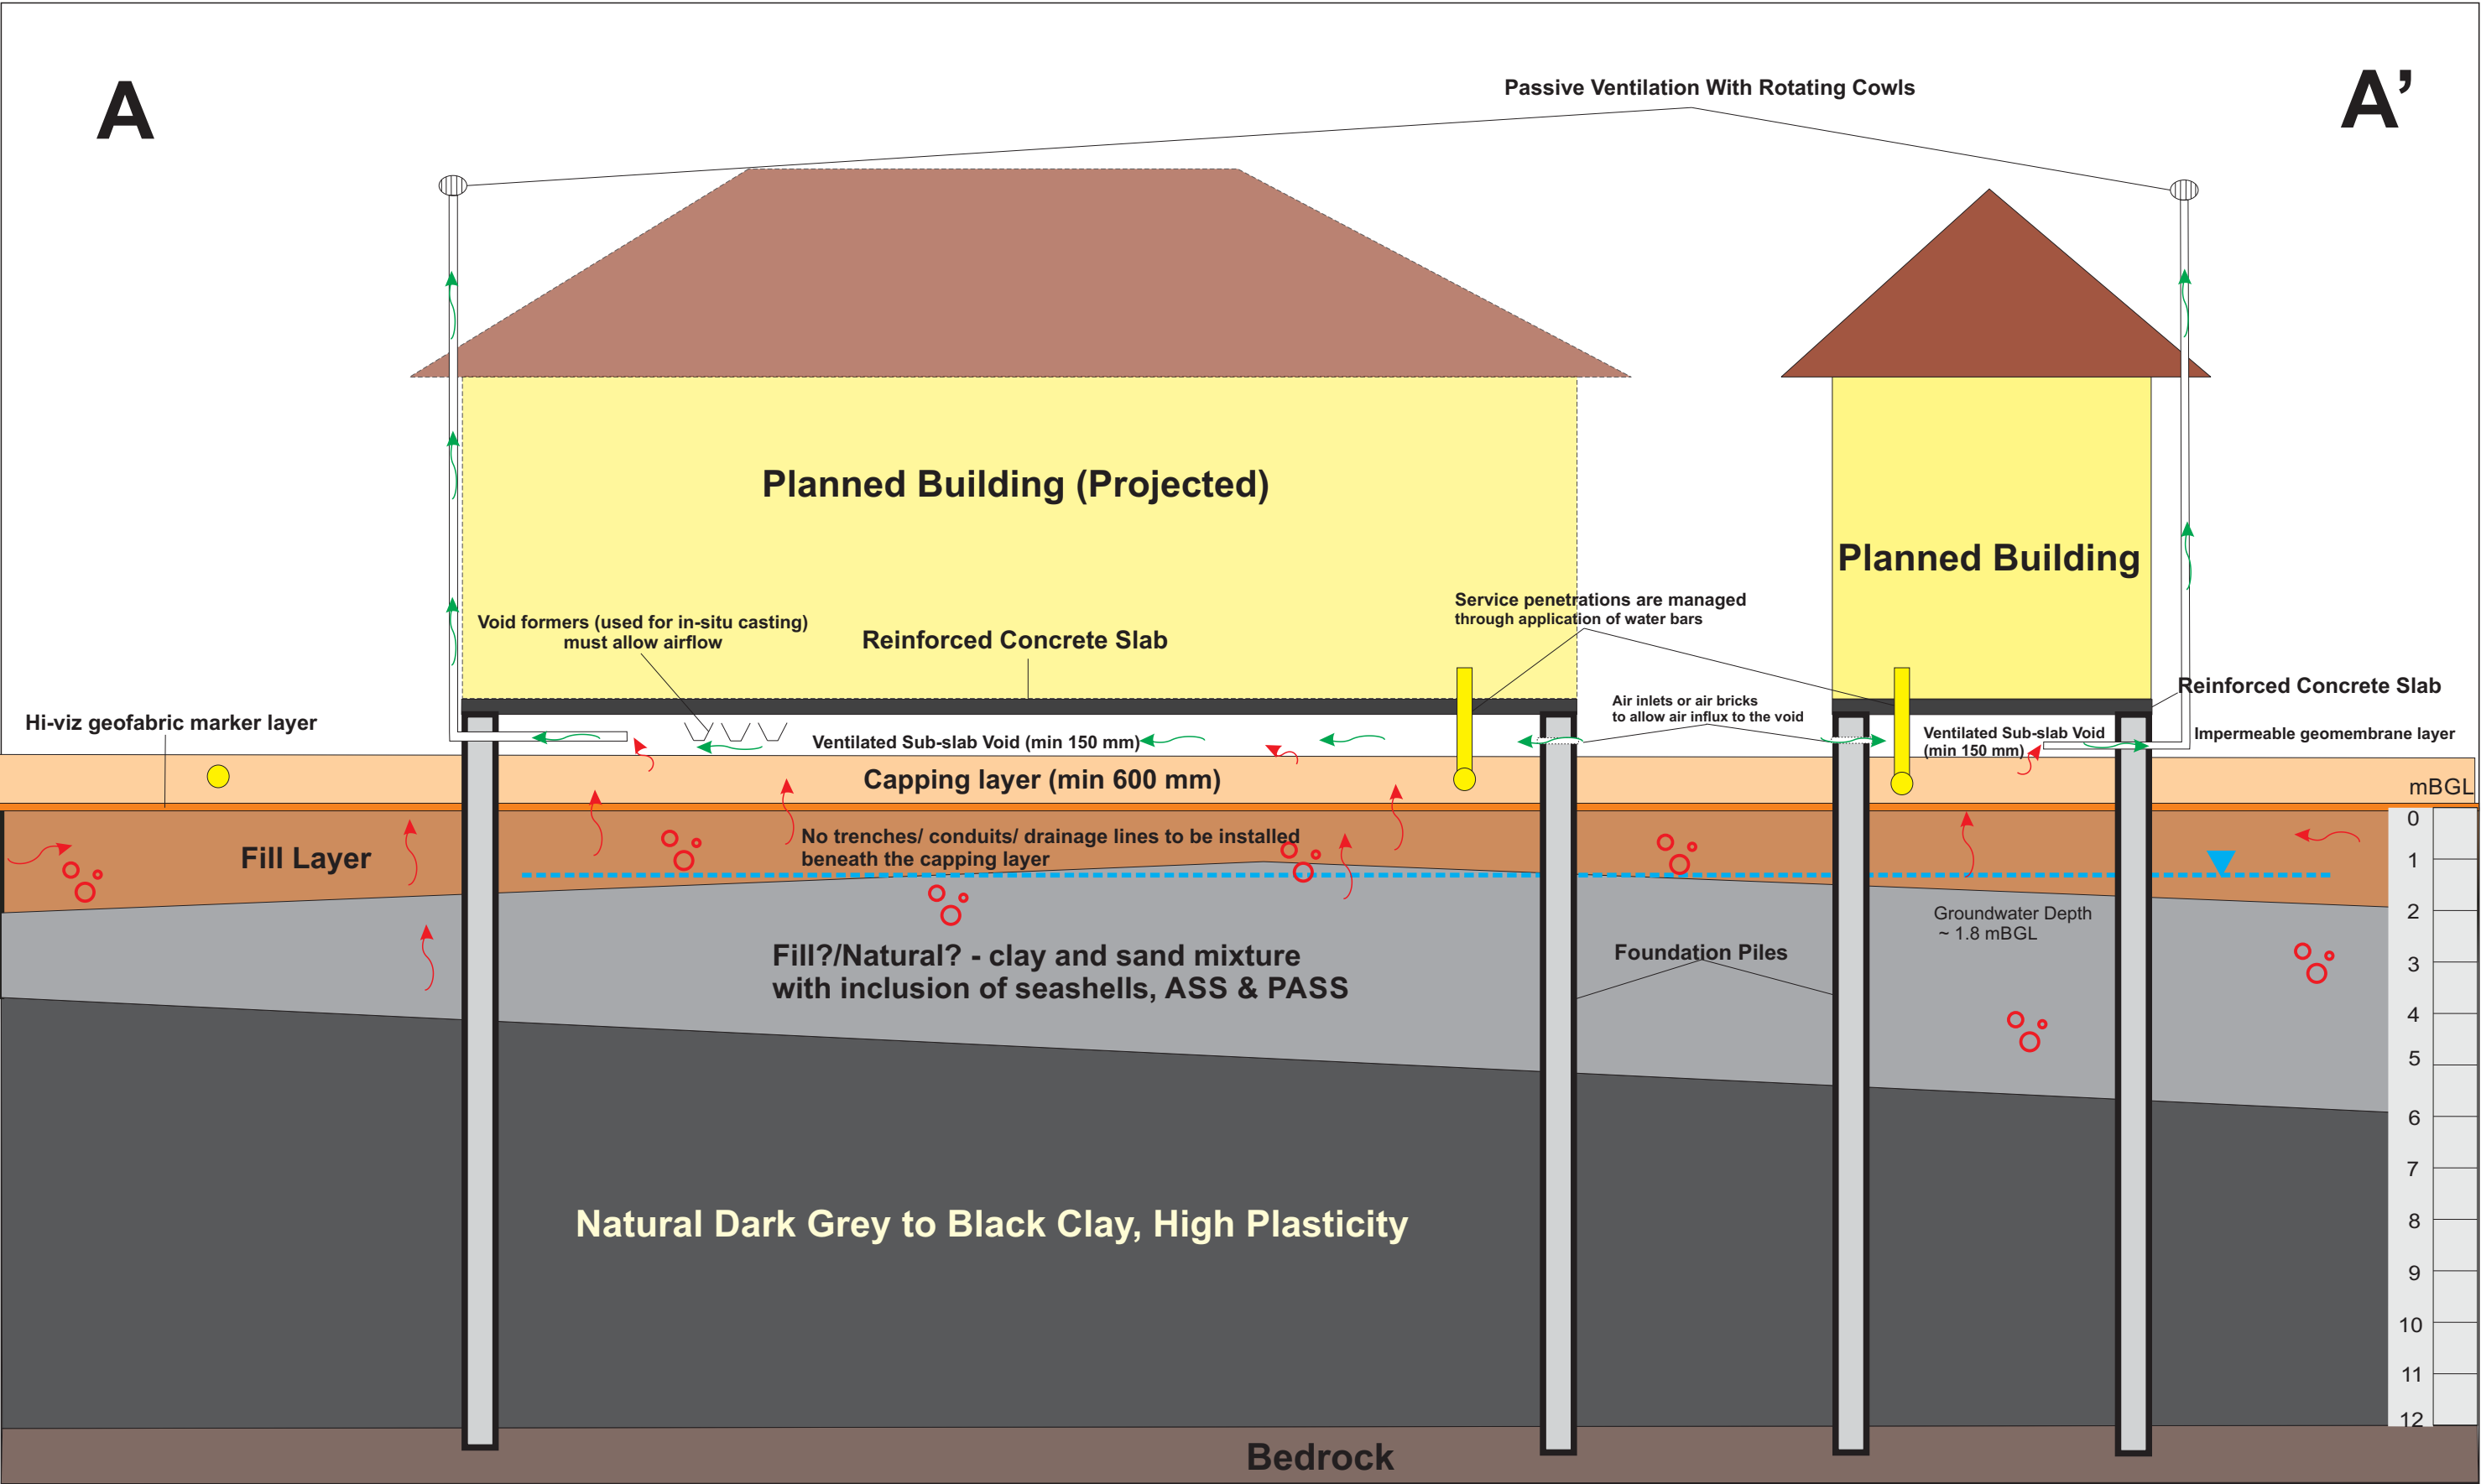 A
A’
Passive Ventilation With Rotating Cowls
Planned Building (Projected)
Planned Building
Void formers (used for in-situ casting)
must allow airflow
Reinforced Concrete Slab
Service penetrations are managed
through application of water bars
Air inlets or air bricks
to allow air influx to the void
Reinforced Concrete Slab
Hi-viz geofabric marker layer
Ventilated Sub-slab Void (min 150 mm)
Ventilated Sub-slab Void
(min 150 mm)
Impermeable geomembrane layer
Capping layer (min 600 mm)
mBGL
No trenches/ conduits/ drainage lines to be installed
beneath the capping layer
Fill Layer
Groundwater Depth
~ 1.8 mBGL
Fill?/Natural? - clay and sand mixture
with inclusion of seashells, ASS & PASS
Foundation Piles
Natural Dark Grey to Black Clay, High Plasticity
Bedrock
0
1
2
3
4
5
6
7
8
9
10
11
12